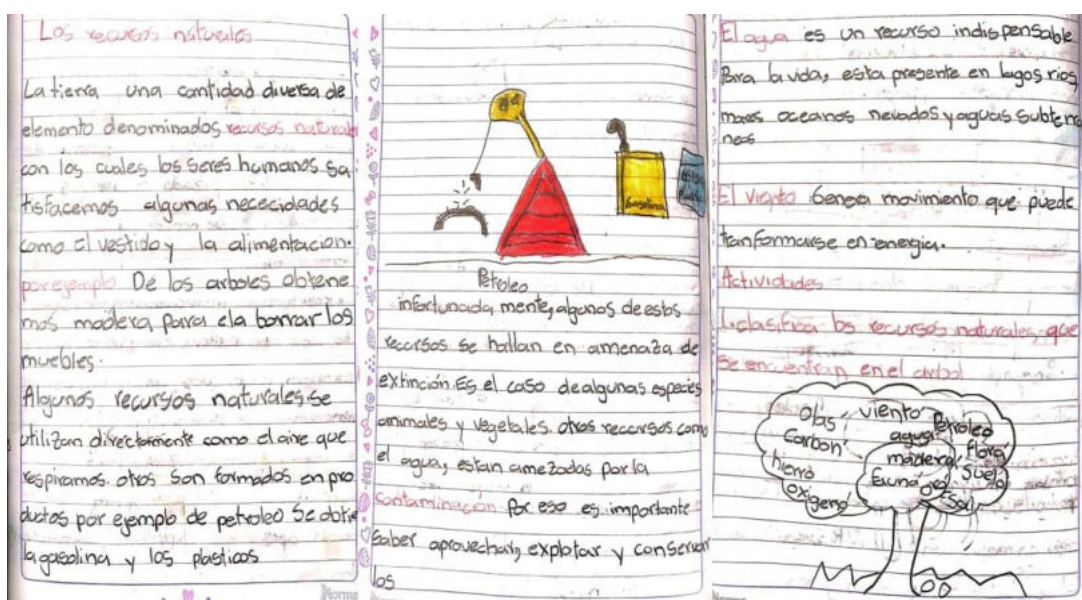 Los recursos naturales
La tierra una cantidad diversa de
elemento denominados recursos natural
con los cuales los seres humanos sa
tisfacemos algunas nececidades
como el vestido y la alimentacion.
por ejemplo De los arboles obtene
mos madera para ela borrar los
muebles.
Algunos recursos naturales se
utilizan directamente como el aire que
respiramos. otros son formados en pro
ductos por ejemplo de petroleo se obtie
la gasolina y los plasticos
Norma
Gasolina
Petroleo
infortunada, mente, algunos de estos
recursos se hallan en amenaza de
extinción. Es el caso de algunas especies
animales y vegetales. otros recursos como
el agua, estan amezadas por la
contaminación Por eso es importante
Saber aprovechar, explotar y conservar
los
El agua es un recurso indispensable
Para la vida, esta presente en lagos, rios,
mares oceanos nevados y aguas subterra
neas
El viento Genera movimiento que puede
tranformarse en energia.
Actividades
1. clasifica los recursos naturales, que
se encuentran en el arbol
Olas viento Petróleo
Carbon agua Flora
hierro madera Suelo
oxigeno Fauna oro
Norma